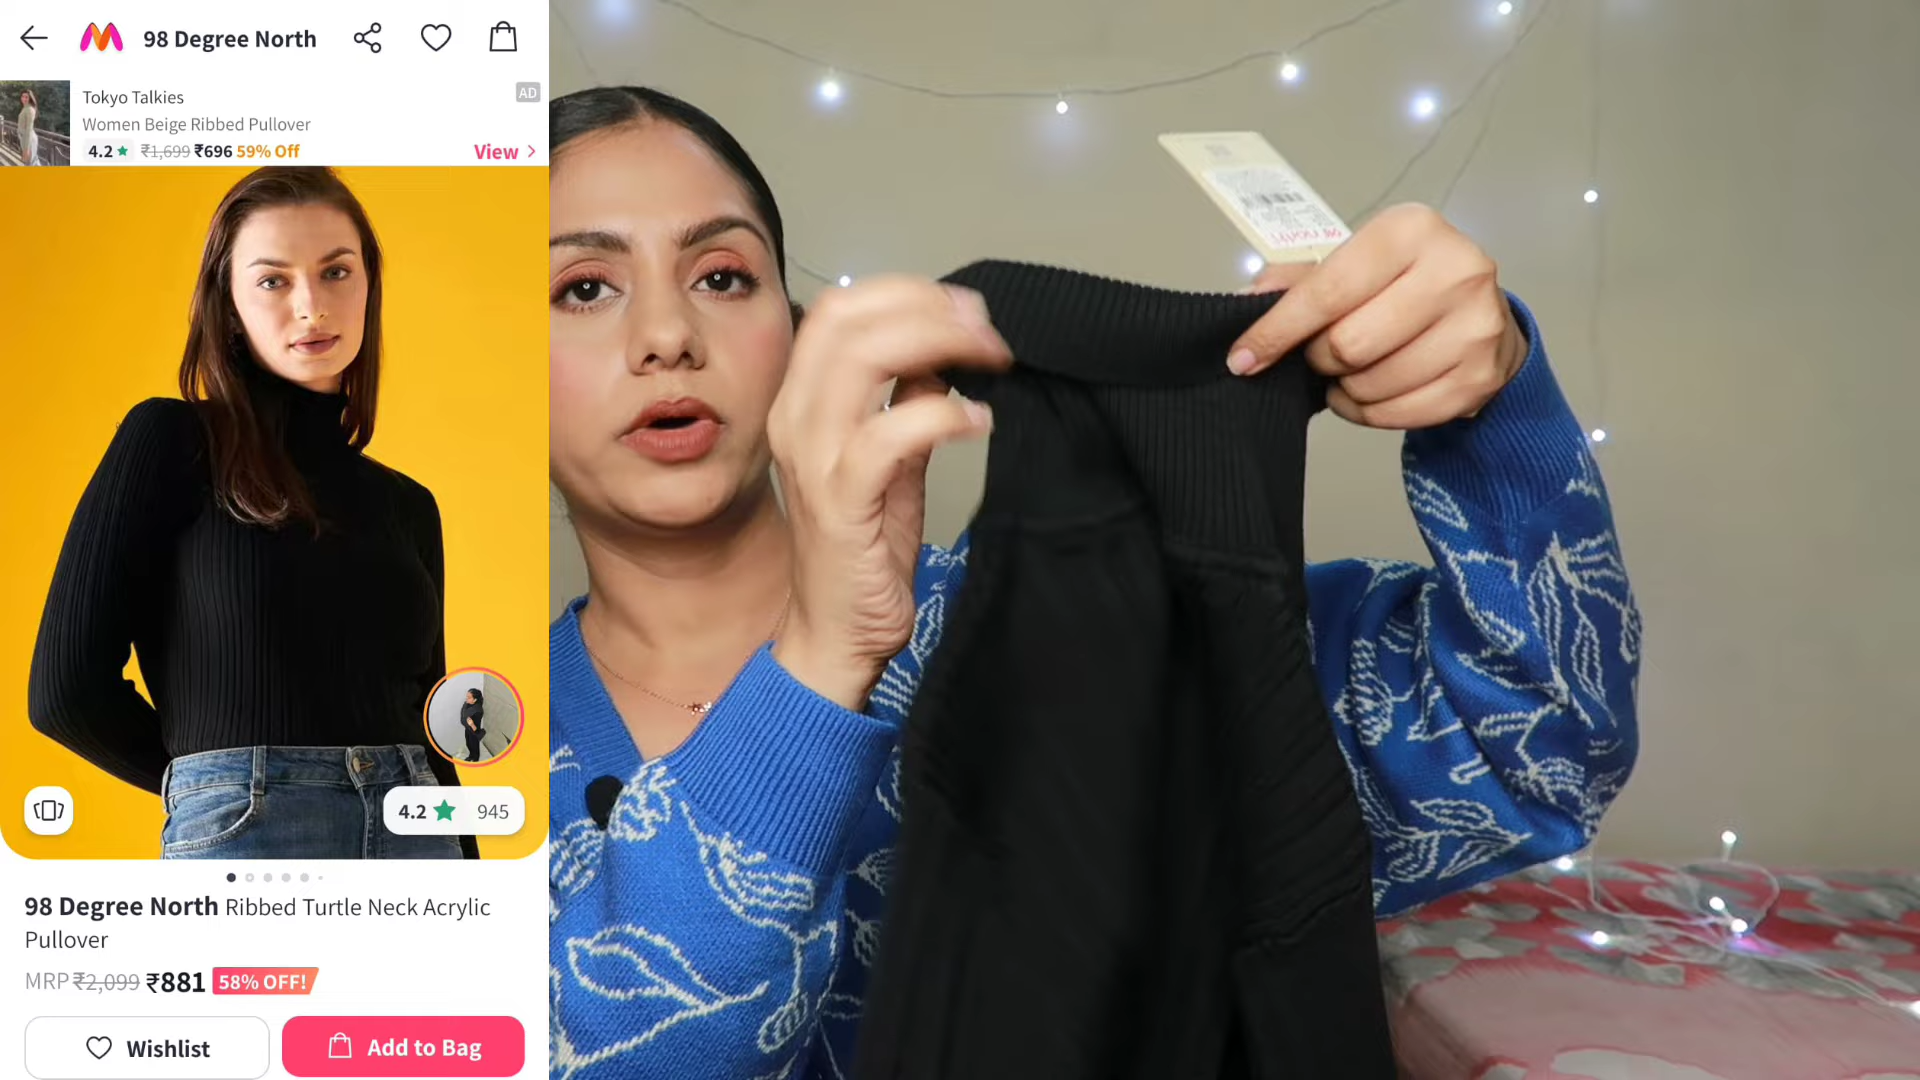 98 Degree North
Tokyo Talkies
AD
Women Beige Ribbed Pullover
4.2 ★ ₹1,699 ₹696 59% Off
View >
4.2 ★ 945
98 Degree North Ribbed Turtle Neck Acrylic
Pullover
MRP ₹2,099 ₹881 58% OFF!
Wishlist
Add to Bag